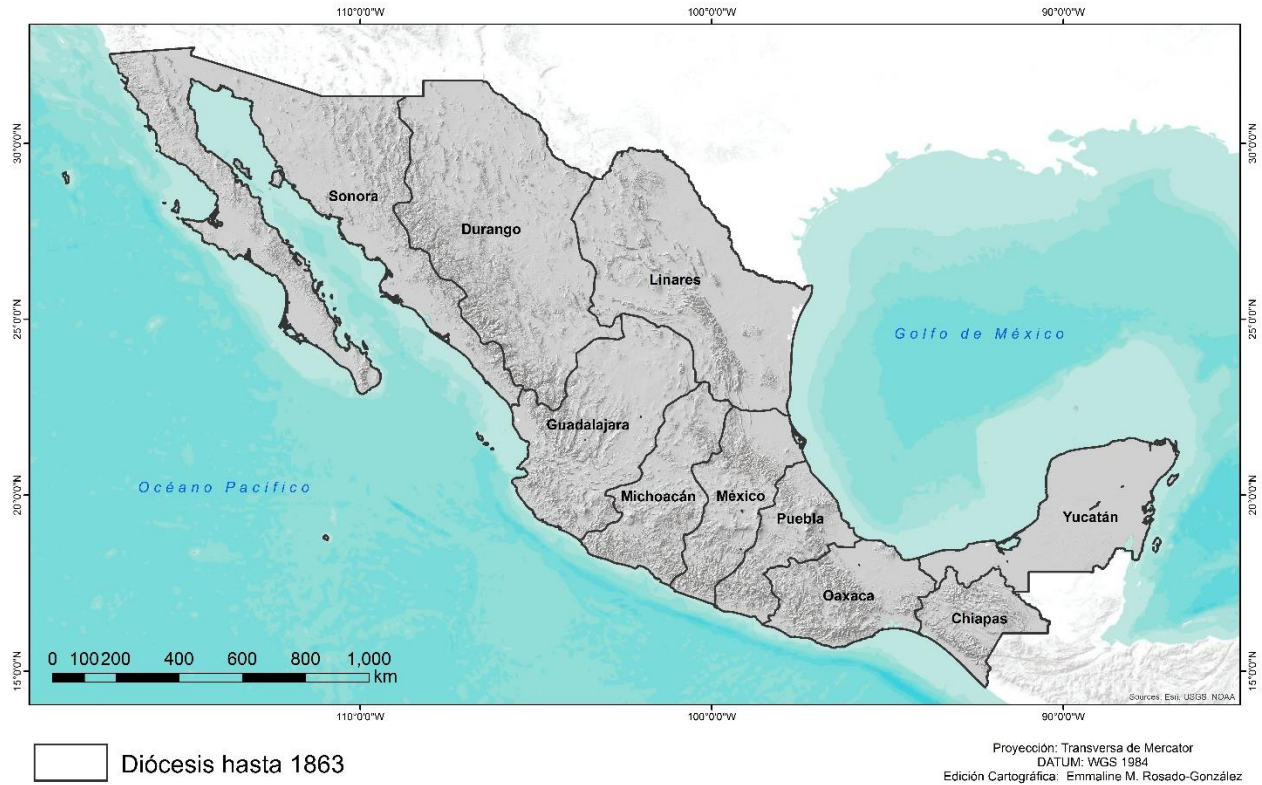 110°0'0"W 100°0'0"W 90°0'0"W
30°0'0"N 30°0'0"N
Sonora
Durango
Linares
25°0'0"N 25°0'0"N
Golfo de México
Guadalajara
20°0'0"N 20°0'0"N
Océano Pacífico
Michoacán México
Puebla
Yucatán
Oaxaca
Chiapas
15°0'0"N 15°0'0"N
0 100 200 400 600 800 1,000
km
Sources: Esri, USGS, NOAA
110°0'0"W 100°0'0"W 90°0'0"W
Diócesis hasta 1863
Proyección: Transversa de Mercator
DATUM: WGS 1984
Edición Cartográfica: Emmaline M. Rosado-González